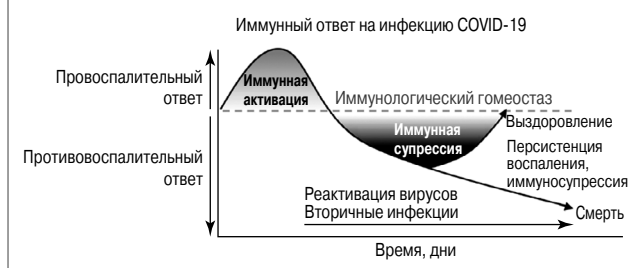 Иммунный ответ на инфекцию COVID-19
Провоспалительный
ответ
Иммунная
активация
Иммунологический гомеостаз
Выздоровление
Иммунная
супрессия
Противовоспалительный
ответ
Персистенция
воспаления,
иммуносупрессия
Реактивация вирусов
Вторичные инфекции
Смерть
Время, дни